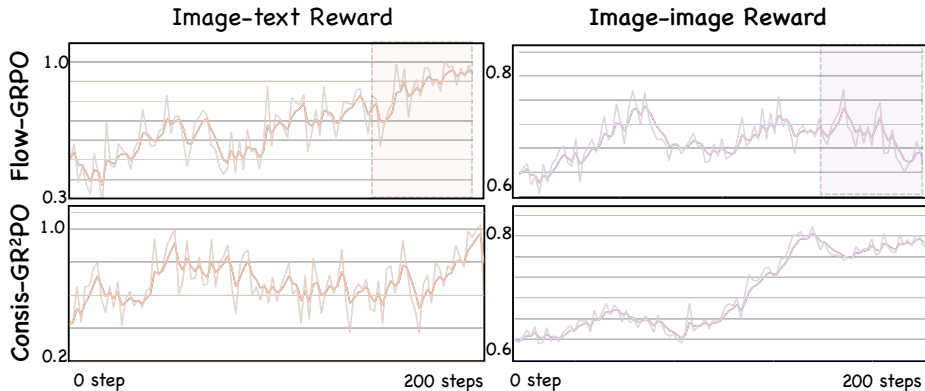 Image-text Reward
Image-image Reward
Flow-GRPO
1.0
0.3
0.8
0.6
Consis-GR²PO
1.0
0.2
0.8
0.6
0 step
200 steps
0 step
200 steps